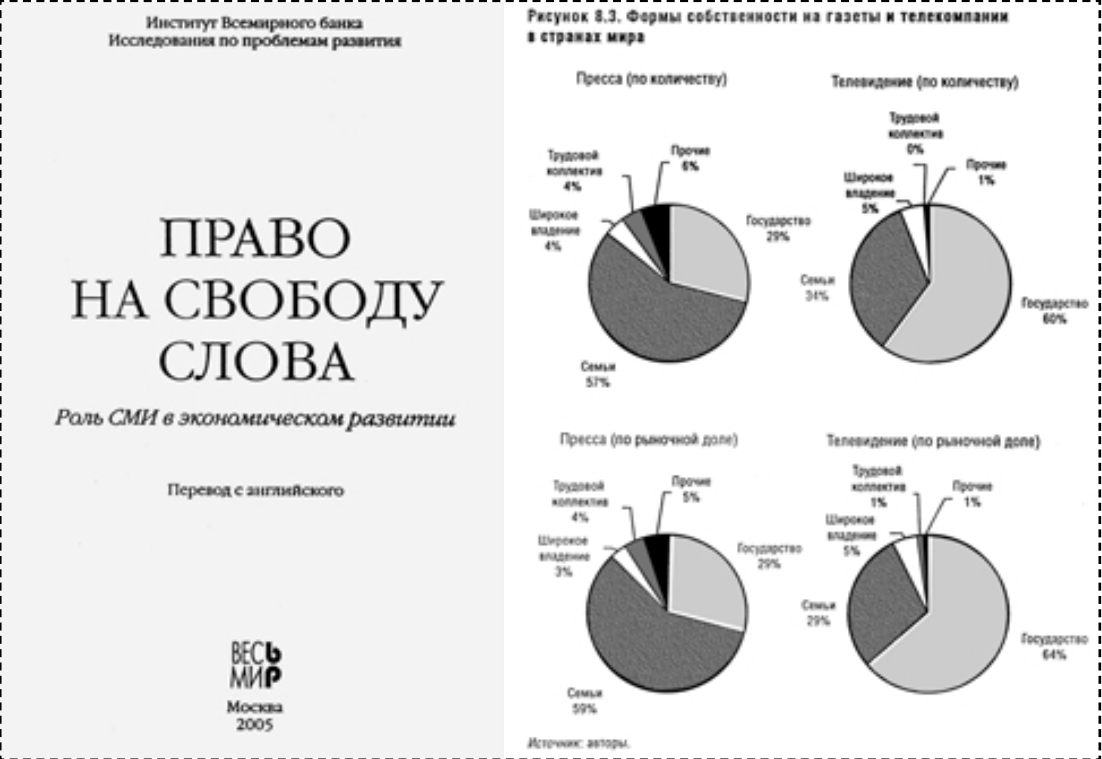 Институт Всемирного банка
Исследования по проблемам развития
ПРАВО
НА СВОБОДУ
СЛОВА
Роль СМИ в экономическом развитии
Перевод с английского
ВЕСЬ
МИР
Москва
2005
Рисунок 8.3. Формы собственности на газеты и телекомпании
в странах мира
Пресса (по количеству)
Трудовой
коллектив
4%
Прочие
6%
Широкое
владение
4%
Государство
29%
Семьи
57%
Телевидение (по количеству)
Трудовой
коллектив
0%
Прочие
1%
Широкое
владение
5%
Семьи
34%
Государство
60%
Пресса (по рыночной доле)
Трудовой
коллектив
4%
Прочие
5%
Широкое
владение
3%
Государство
29%
Семьи
59%
Телевидение (по рыночной доле)
Трудовой
коллектив
1%
Прочие
1%
Широкое
владение
5%
Семьи
29%
Государство
64%
Источник: авторы.